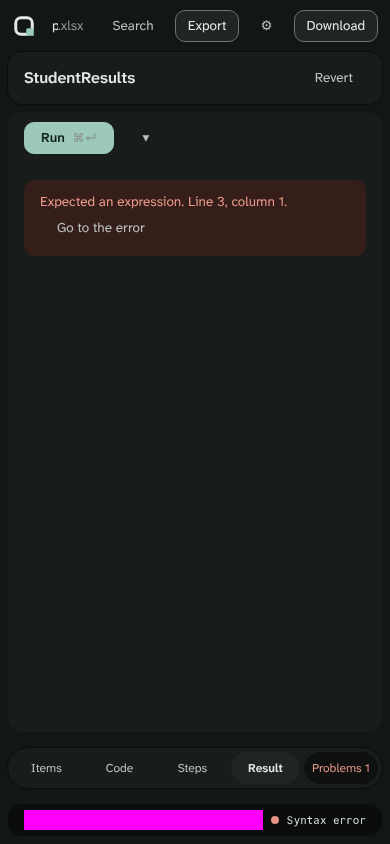 p.xlsx Search Export ⚙ Download
StudentResults Revert
Run ⌘↵ ▼
Expected an expression. Line 3, column 1.
Go to the error
Items Code Steps Result Problems 1
Syntax error